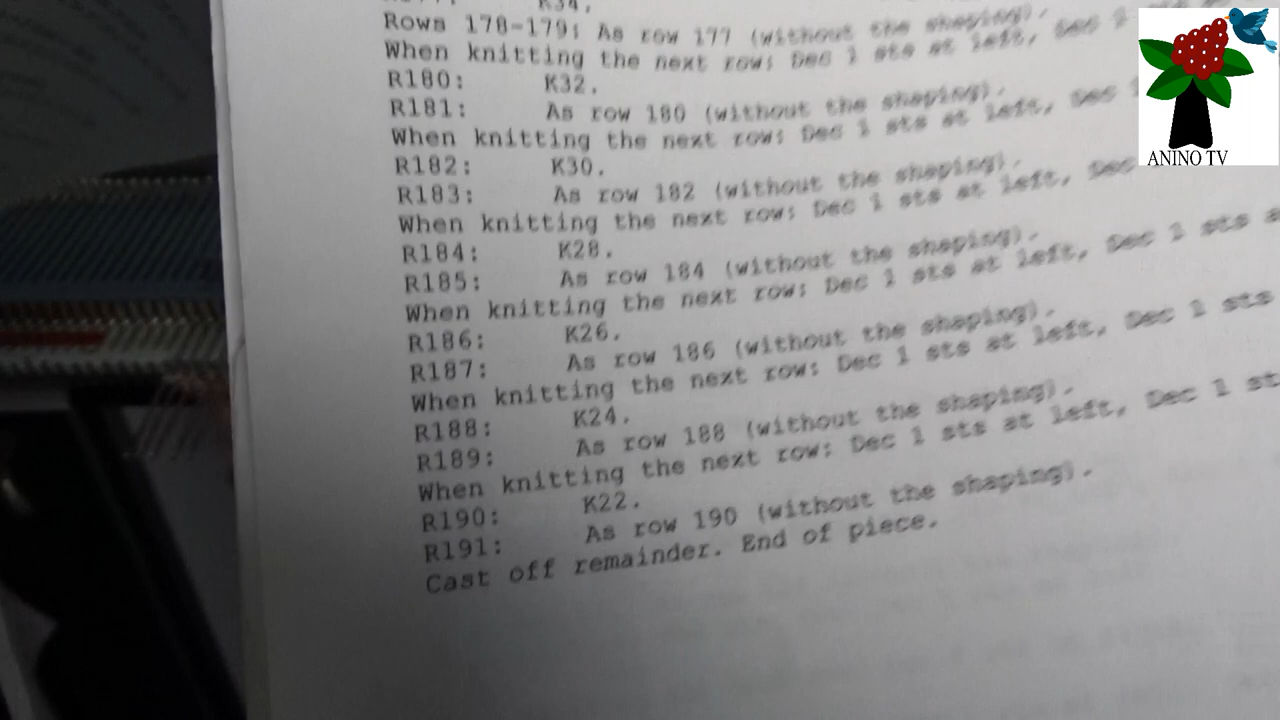 K34.
Rows 178-179: As row 177 (without the shaping).
When knitting the next row: Dec 1 sts at left, Dec 1
R180: K32.
R181: As row 180 (without the shaping).
When knitting the next row: Dec 1 sts at left, Dec
R182: K30.
R183: As row 182 (without the shaping).
When knitting the next row: Dec 1 sts at left, Dec
R184: K28.
R185: As row 184 (without the shaping).
When knitting the next row: Dec 1 sts at left, Dec 1 sts
R186: K26.
R187: As row 186 (without the shaping).
When knitting the next row: Dec 1 sts at left, Dec 1 sts
R188: K24.
R189: As row 188 (without the shaping).
When knitting the next row: Dec 1 sts at left, Dec 1 st
R190: K22.
R191: As row 190 (without the shaping).
Cast off remainder. End of piece.
ANINO TV